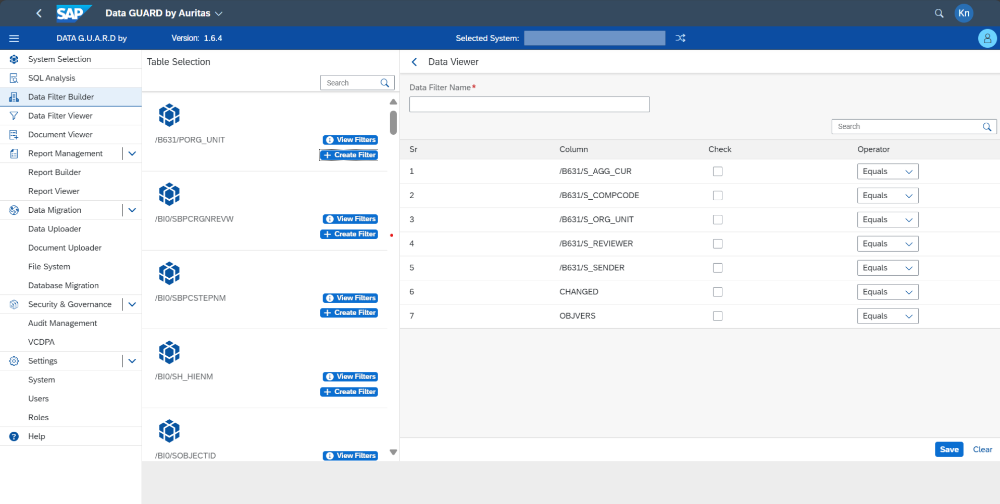 SAP Data GUARD by Auritas Kn
DATA G.U.A.R.D by Version: 1.6.4 Selected System:
System Selection
SQL Analysis
Data Filter Builder
Data Filter Viewer
Document Viewer
Report Management
Report Builder
Report Viewer
Data Migration
Data Uploader
Document Uploader
File System
Database Migration
Security & Governance
Audit Management
VCDPA
Settings
System
Users
Roles
? Help
Table Selection
Search
/B631/PORG_UNIT View Filters
+ Create Filter
/BI0/SBPCRGNREVW View Filters
+ Create Filter
/BI0/SBPCSTEPNM View Filters
+ Create Filter
/BI0/SH_HIENM View Filters
+ Create Filter
/BI0/SOBJECTID View Filters
Data Viewer
Data Filter Name*
Search
Sr Column Check Operator
1 /B631/S_AGG_CUR Equals
2 /B631/S_COMPCODE Equals
3 /B631/S_ORG_UNIT Equals
4 /B631/S_REVIEWER Equals
5 /B631/S_SENDER Equals
6 CHANGED Equals
7 OBJVERS Equals
Save Clear